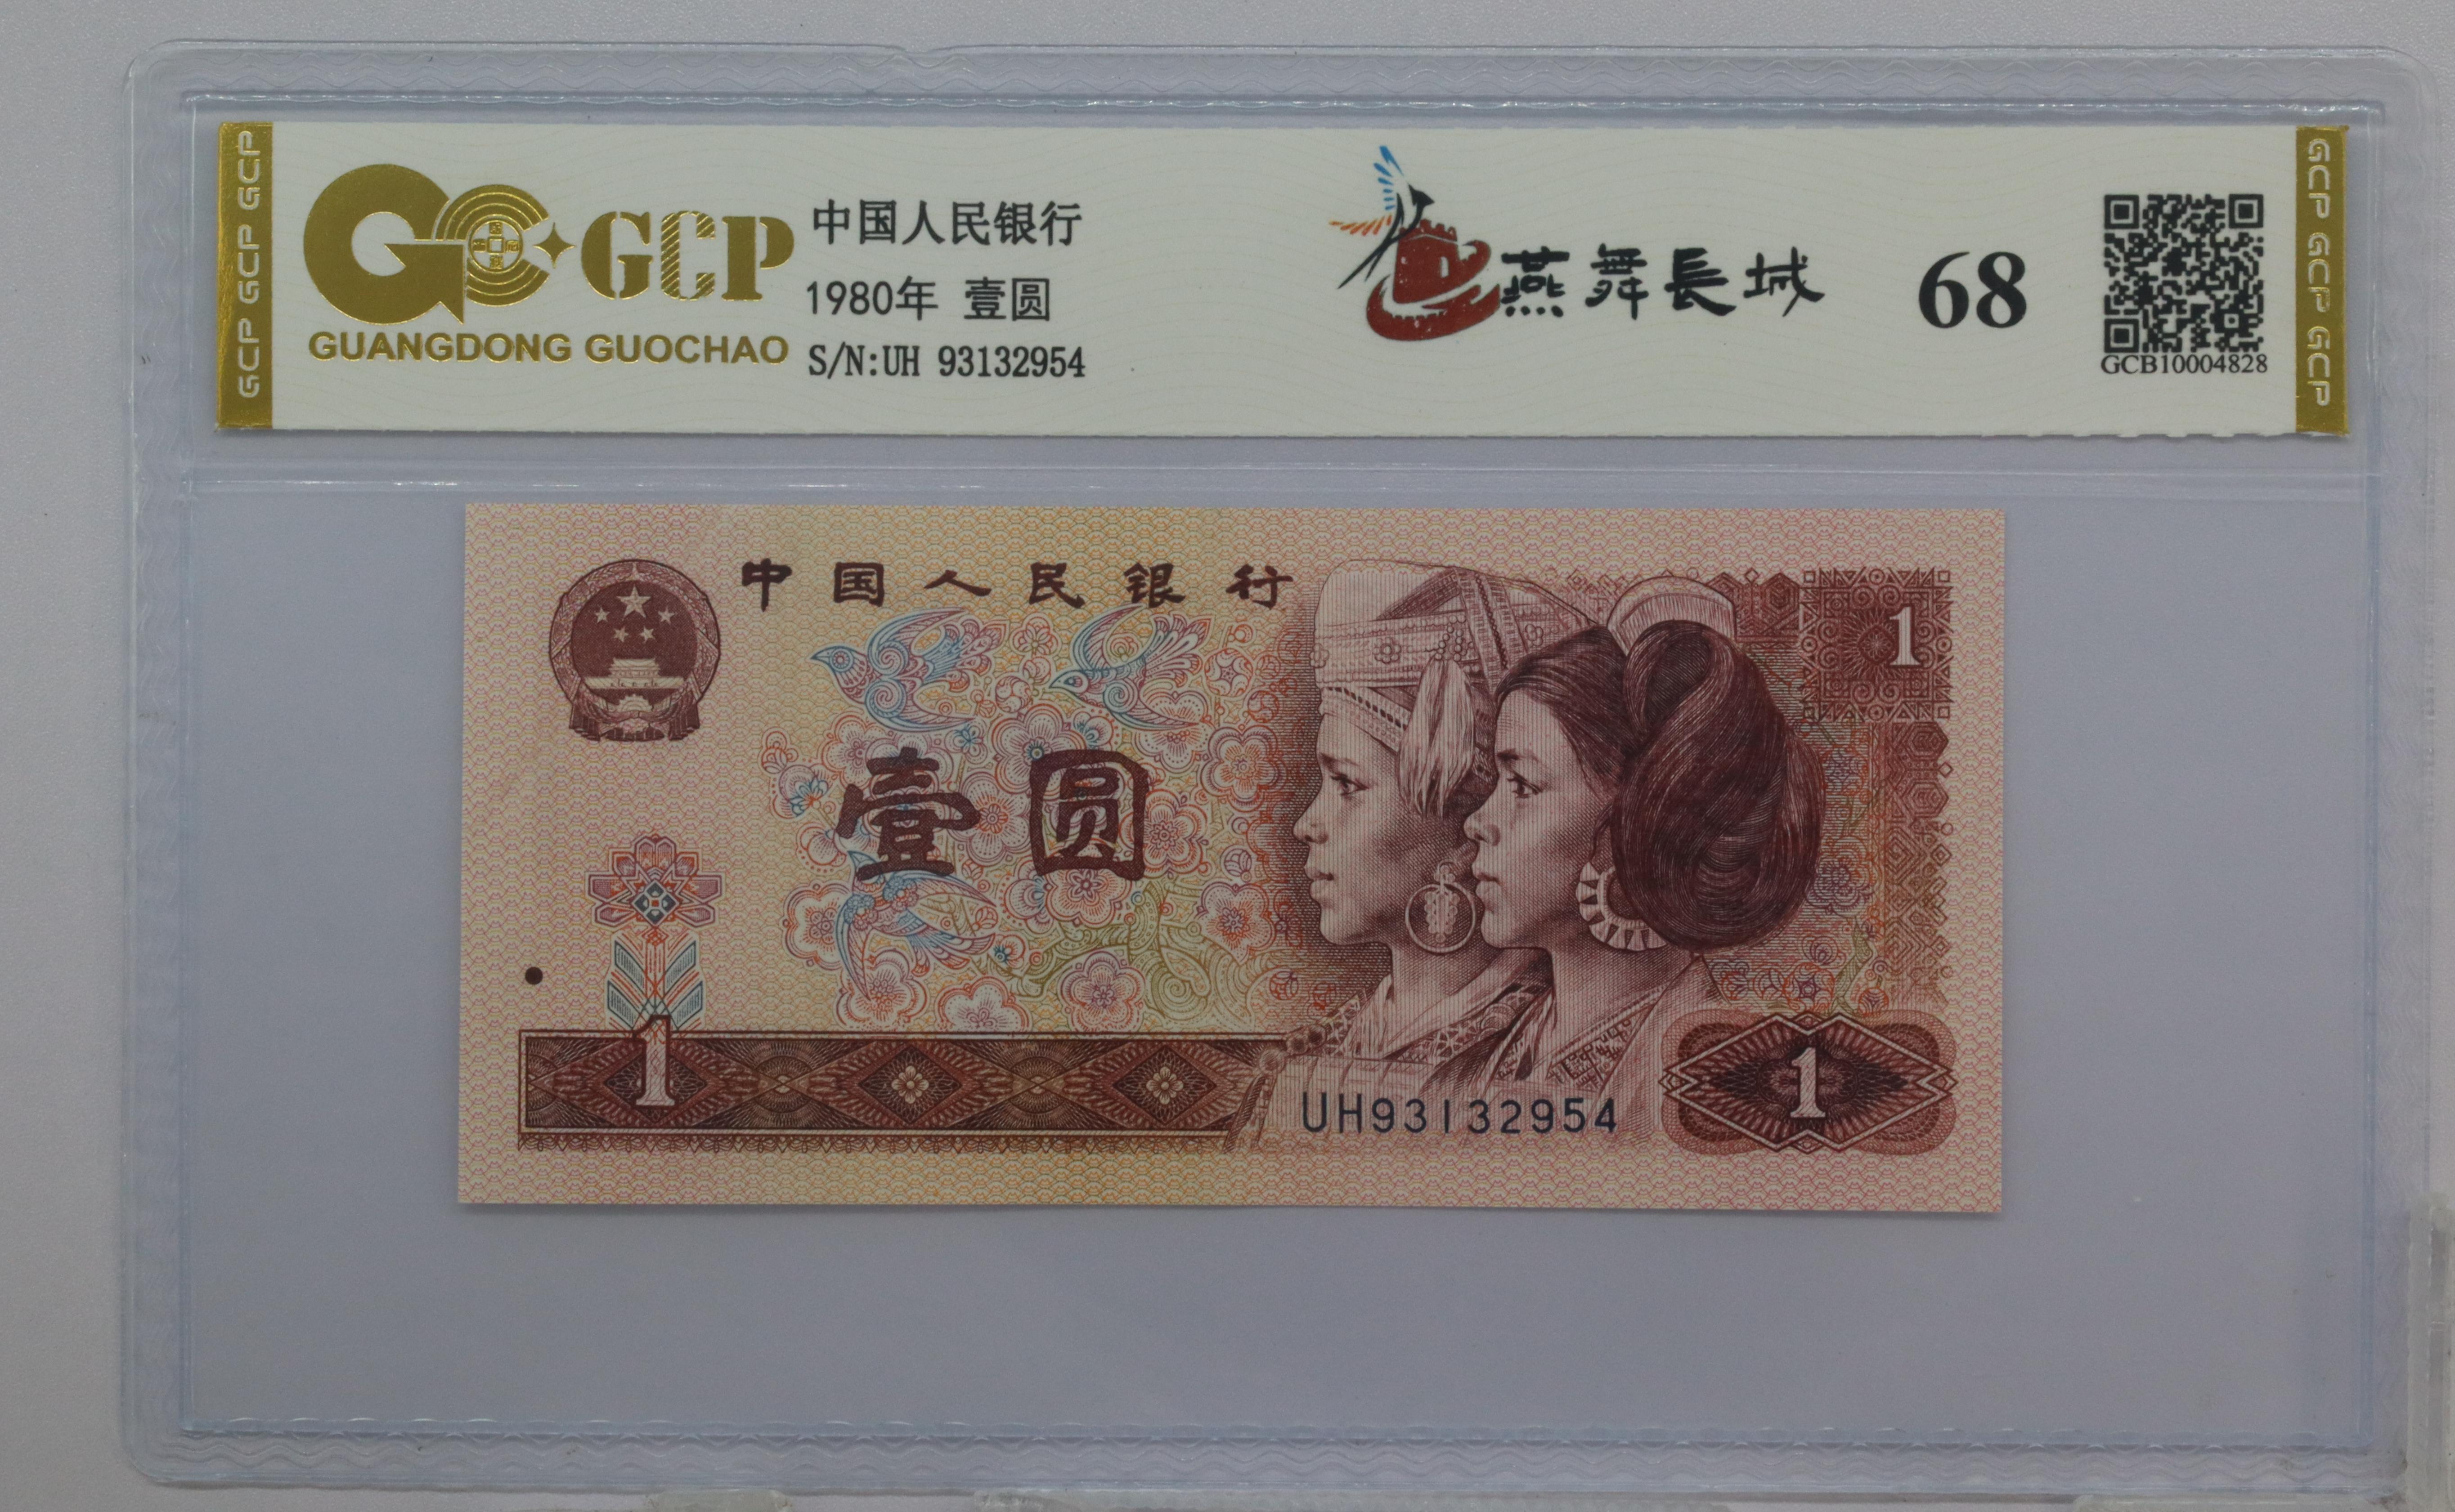 GCP GCP GCP
GCP
GUANGDONG GUOCHAO
中国人民银行
1980年 壹圆
S/N:UH 93132954
燕舞長城
68
GCB10004828
GCP GCP GCP
中国人民银行
1
壹圆
1
UH93132954
1